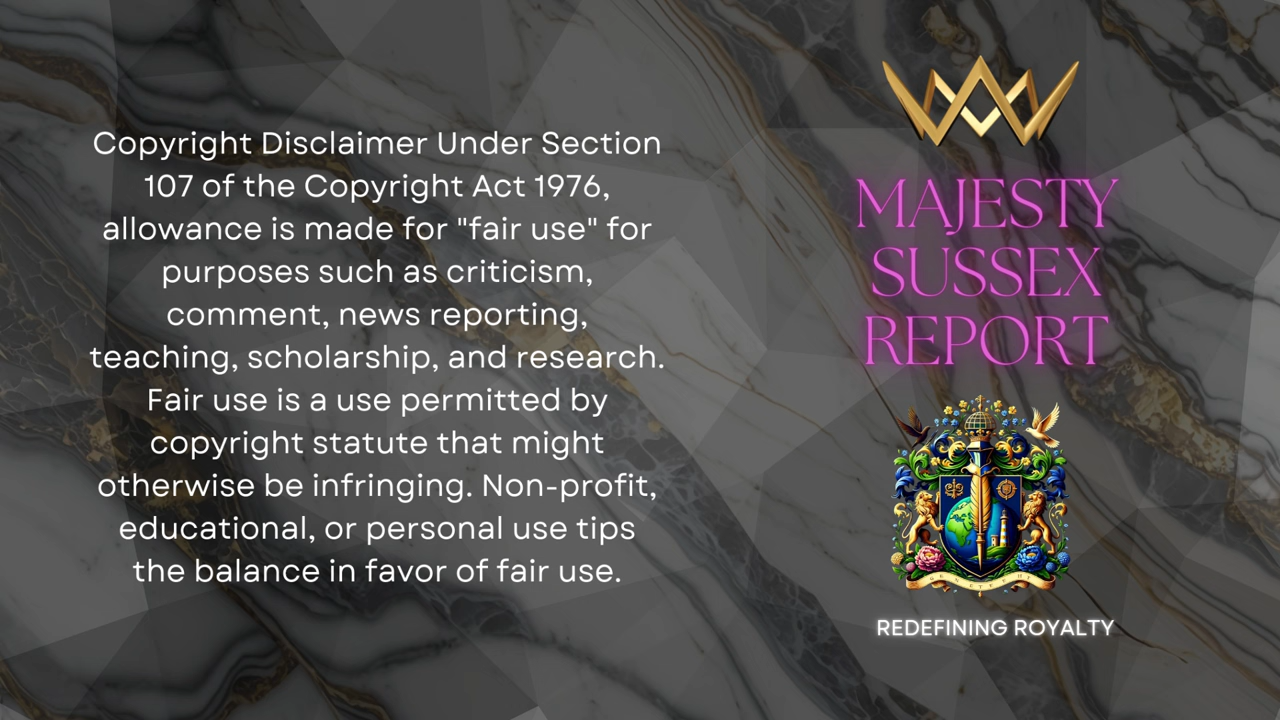 Copyright Disclaimer Under Section
107 of the Copyright Act 1976,
allowance is made for "fair use" for
purposes such as criticism,
comment, news reporting,
teaching, scholarship, and research.
Fair use is a use permitted by
copyright statute that might
otherwise be infringing. Non-profit,
educational, or personal use tips
the balance in favor of fair use.
MAJESTY
SUSSEX
REPORT
REDEFINING ROYALTY